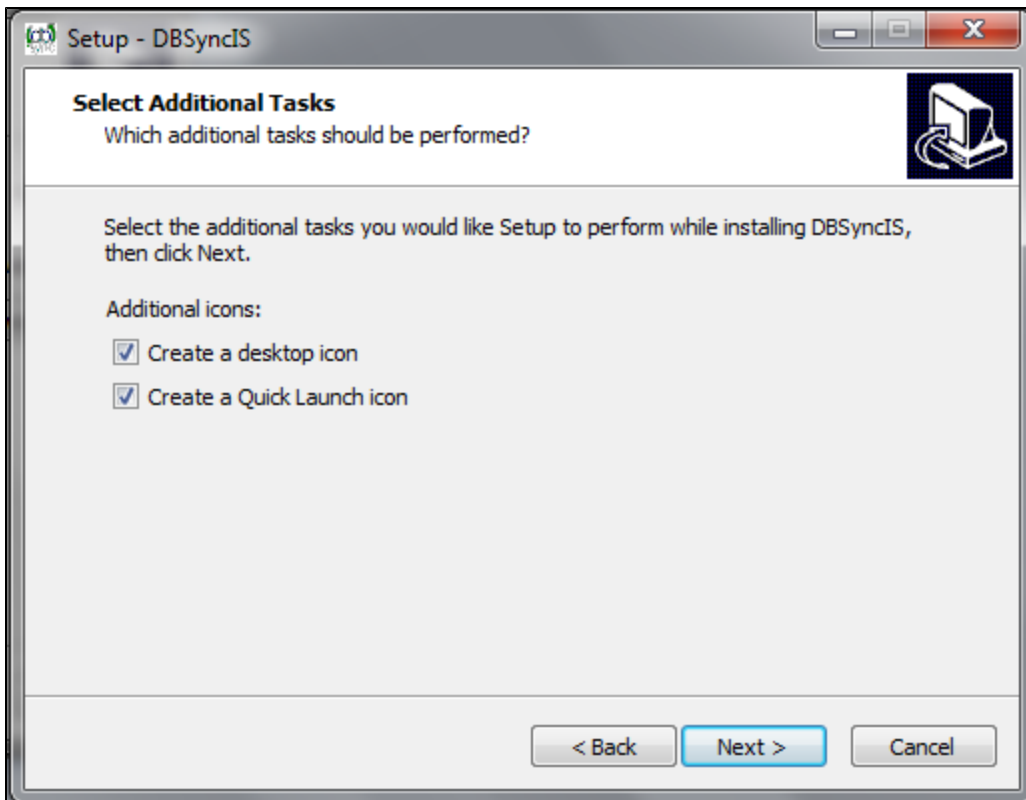 Setup - DBSyncIS
Select Additional Tasks
Which additional tasks should be performed?
Select the additional tasks you would like Setup to perform while installing DBSyncIS,
then click Next.
Additional icons:
Create a desktop icon
Create a Quick Launch icon
< Back
Next >
Cancel